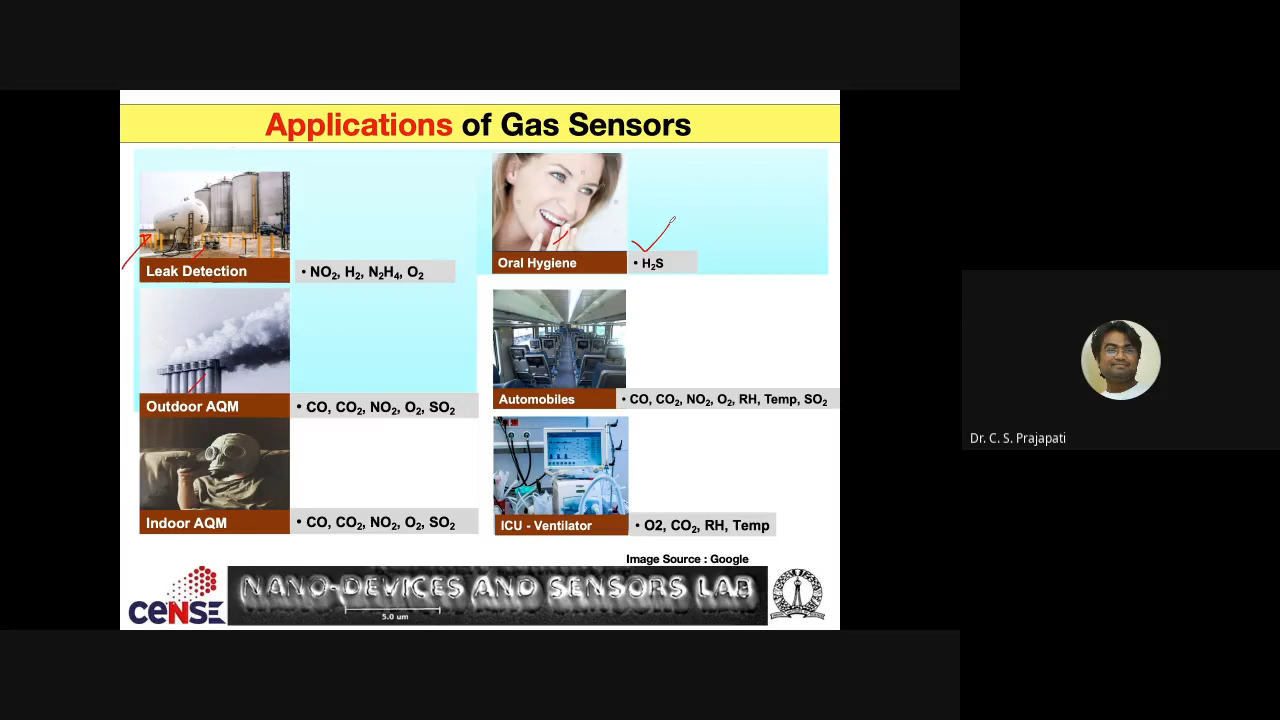 Applications of Gas Sensors
Leak Detection
• NO₂, H₂, N₂H₄, O₂
Oral Hygiene
• H₂S
Outdoor AQM
• CO, CO₂, NO₂, O₂, SO₂
Automobiles
• CO, CO₂, NO₂, O₂, RH, Temp, SO₂
Indoor AQM
• CO, CO₂, NO₂, O₂, SO₂
ICU - Ventilator
• O2, CO₂, RH, Temp
Image Source : Google
ceNSE
NANO-DEVICES AND SENSORS LAB
5.0 um
Dr. C. S. Prajapati